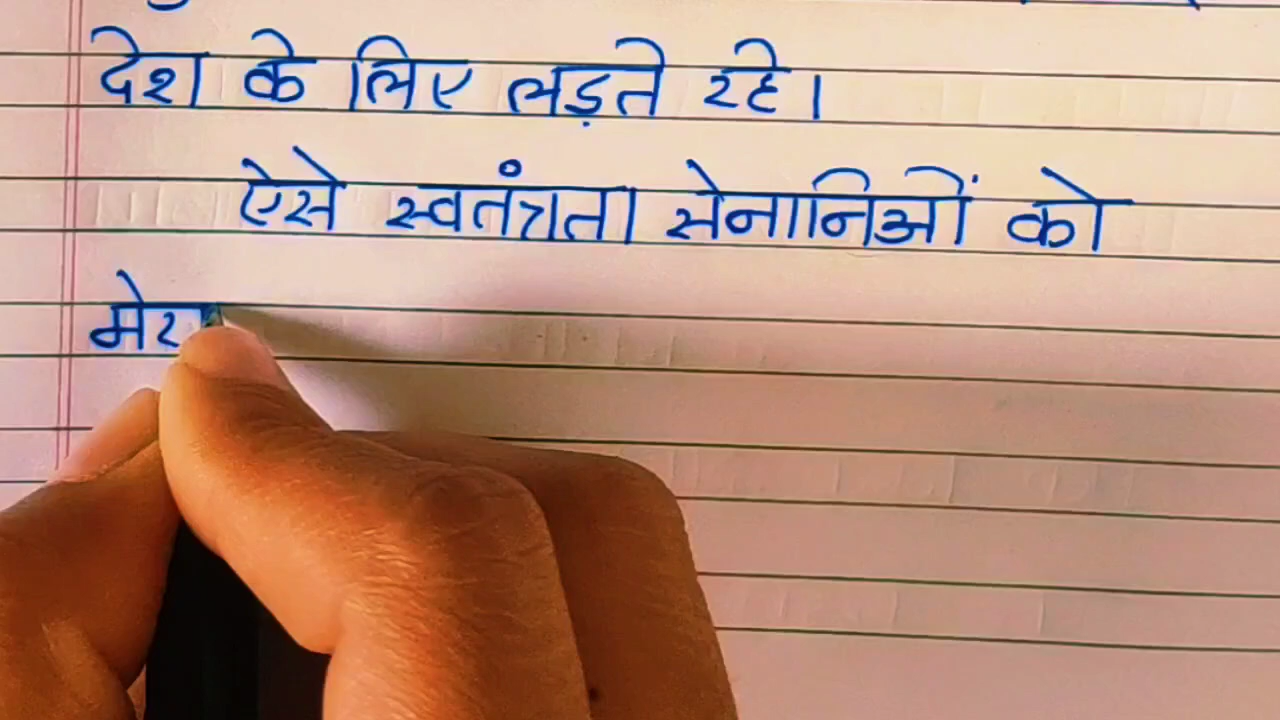 देश के लिए लड़ते रहे।
ऐसे स्वतंत्रता सेनानिओं को
मेर